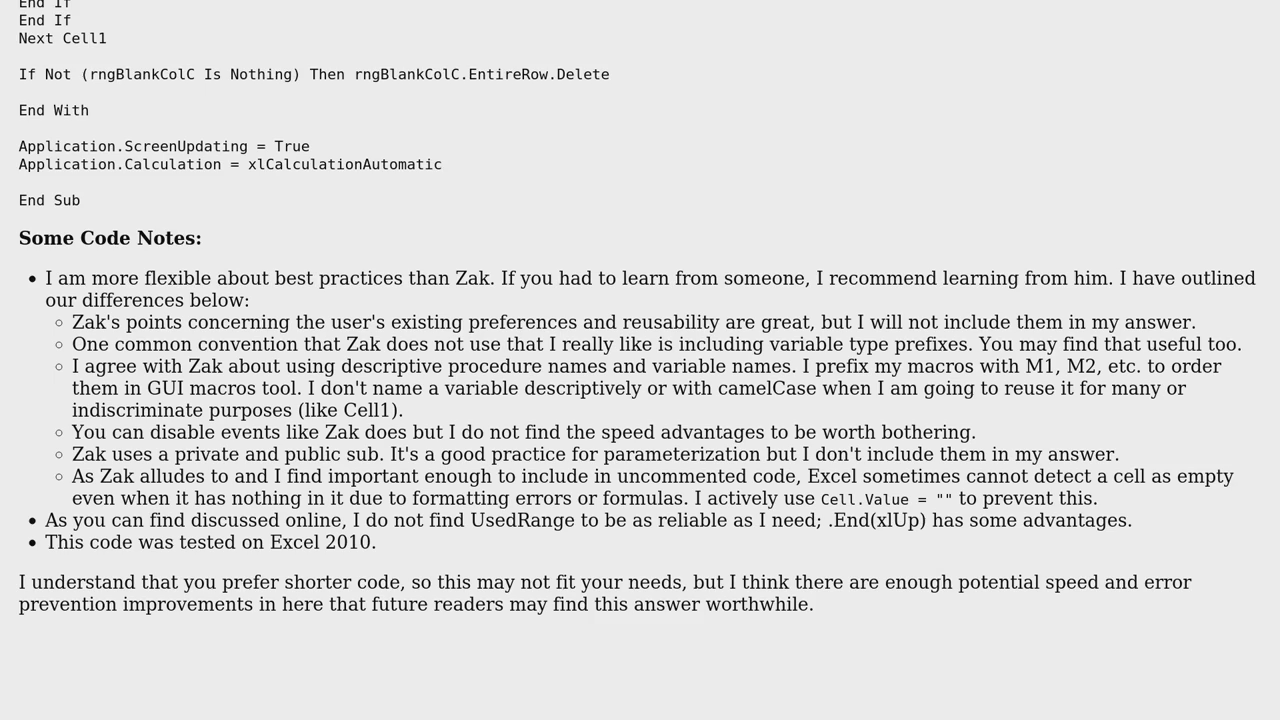 End If
End If
Next Cell1
If Not (rngBlankColC Is Nothing) Then rngBlankColC.EntireRow.Delete
End With
Application.ScreenUpdating = True
Application.Calculation = xlCalculationAutomatic
End Sub
Some Code Notes:
• I am more flexible about best practices than Zak. If you had to learn from someone, I recommend learning from him. I have outlined
our differences below:
◦ Zak's points concerning the user's existing preferences and reusability are great, but I will not include them in my answer.
◦ One common convention that Zak does not use that I really like is including variable type prefixes. You may find that useful too.
◦ I agree with Zak about using descriptive procedure names and variable names. I prefix my macros with M1, M2, etc. to order
them in GUI macros tool. I don't name a variable descriptively or with camelCase when I am going to reuse it for many or
indiscriminate purposes (like Cell1).
◦ You can disable events like Zak does but I do not find the speed advantages to be worth bothering.
◦ Zak uses a private and public sub. It's a good practice for parameterization but I don't include them in my answer.
◦ As Zak alludes to and I find important enough to include in uncommented code, Excel sometimes cannot detect a cell as empty
even when it has nothing in it due to formatting errors or formulas. I actively use Cell.Value = "" to prevent this.
• As you can find discussed online, I do not find UsedRange to be as reliable as I need; .End(xlUp) has some advantages.
• This code was tested on Excel 2010.
I understand that you prefer shorter code, so this may not fit your needs, but I think there are enough potential speed and error
prevention improvements in here that future readers may find this answer worthwhile.